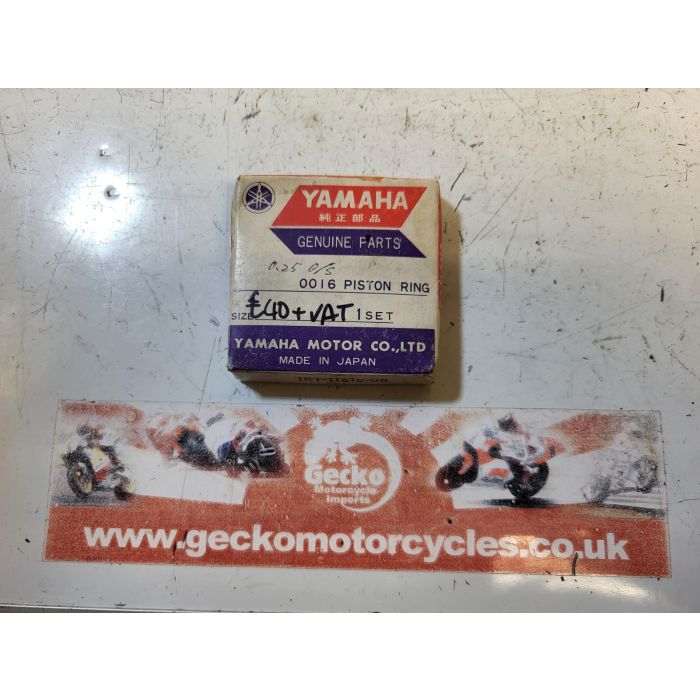 YAMAHA
純正部品
GENUINE PARTS
0.25 O/S
0016 PISTON RING
SIZE £40+VAT 1 SET
YAMAHA MOTOR CO.,LTD
MADE IN JAPAN
Gecko
Motorcycle
Imports
www.geckomotorcycles.co.uk